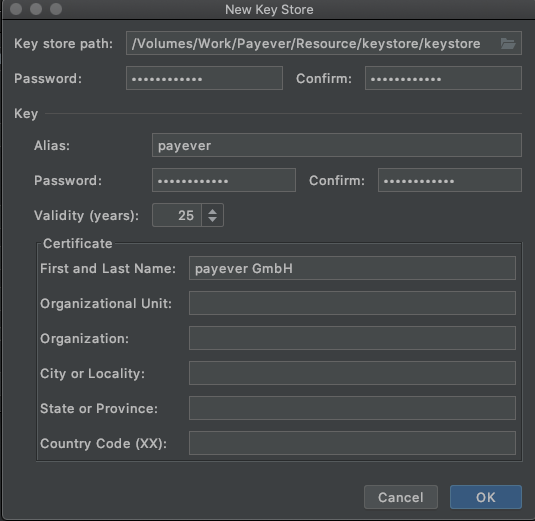 New Key Store
Key store path: /Volumes/Work/Payever/Resource/keystore/keystore
Password: •••••••••••• Confirm: ••••••••••••
Key
Alias: payever
Password: •••••••••••• Confirm: ••••••••••••
Validity (years): 25
Certificate
First and Last Name: payever GmbH
Organizational Unit:
Organization:
City or Locality:
State or Province:
Country Code (XX):
Cancel OK